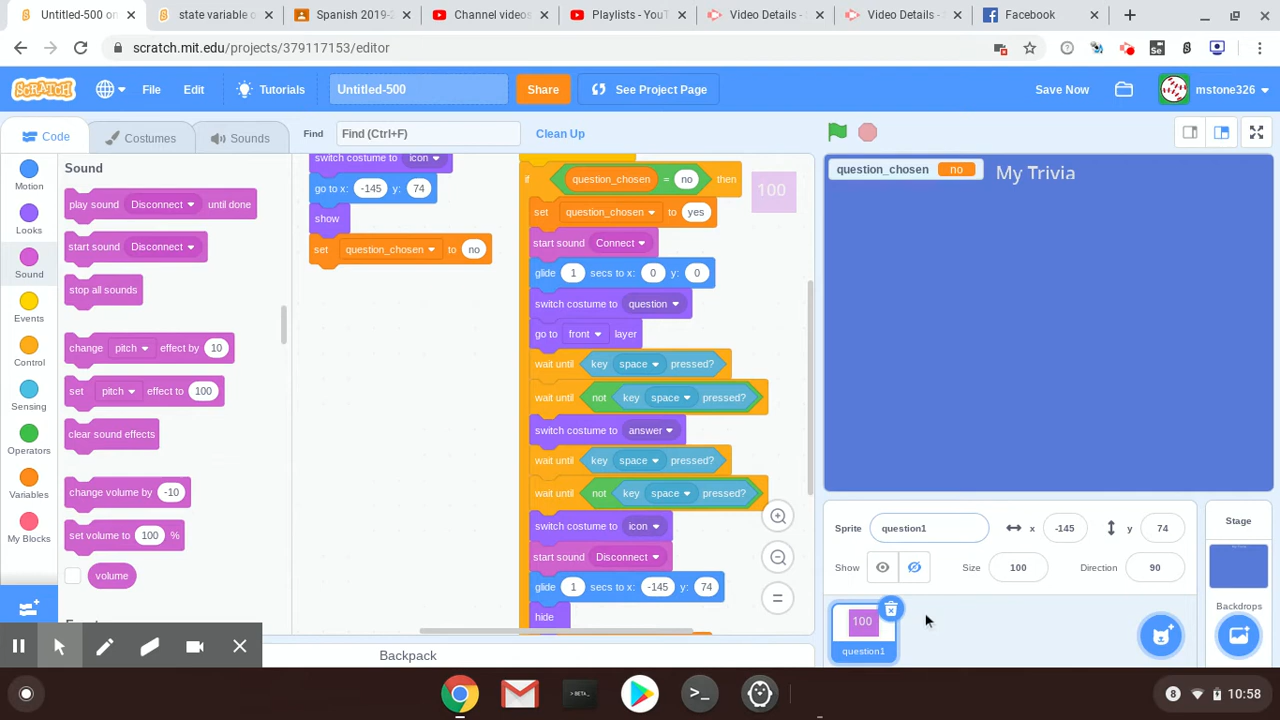 Untitled-500 on
state variable o
Spanish 2019-2
Channel videos
Playlists - YouT
Video Details -
Video Details -
Facebook
scratch.mit.edu/projects/379117153/editor
SCRATCH
File
Edit
Tutorials
Untitled-500
Share
See Project Page
Save Now
mstone326
Code
Costumes
Sounds
Find
Find (Ctrl+F)
Clean Up
Motion
Looks
Sound
Events
Control
Sensing
Operators
Variables
My Blocks
Sound
play sound Disconnect until done
start sound Disconnect
stop all sounds
change pitch effect by 10
set pitch effect to 100
clear sound effects
change volume by -10
set volume to 100 %
volume
switch costume to icon
go to x: -145 y: 74
show
set question_chosen to no
if question_chosen = no then
set question_chosen to yes
start sound Connect
glide 1 secs to x: 0 y: 0
switch costume to question
go to front layer
wait until key space pressed?
wait until not key space pressed?
switch costume to answer
wait until key space pressed?
wait until not key space pressed?
switch costume to icon
start sound Disconnect
glide 1 secs to x: -145 y: 74
hide
100
question_chosen no
My Trivia
Sprite question1 x -145 y 74
Show Size 100 Direction 90
100
question1
Stage
Backdrops
Backpack
>BETA_
>_
8 10:58